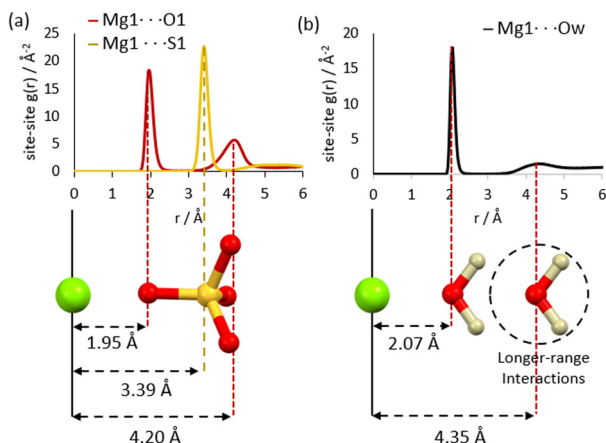 (a)
Mg1 ··· O1
Mg1 ··· S1
site-site g(r) / Å⁻²
25
20
15
10
5
0
0 1 2 3 4 5 6
r / Å
1.95 Å
3.39 Å
4.20 Å
(b)
Mg1 ··· Ow
site-site g(r) / Å⁻²
20
15
10
5
0
0 1 2 3 4 5 6
r / Å
2.07 Å
Longer-range
Interactions
4.35 Å